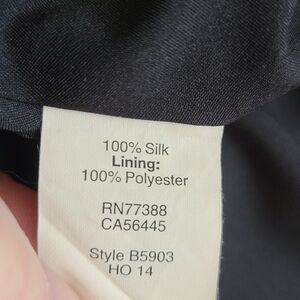 100% Silk
Lining:
100% Polyester
RN77388
CA56445
Style B5903
HO 14